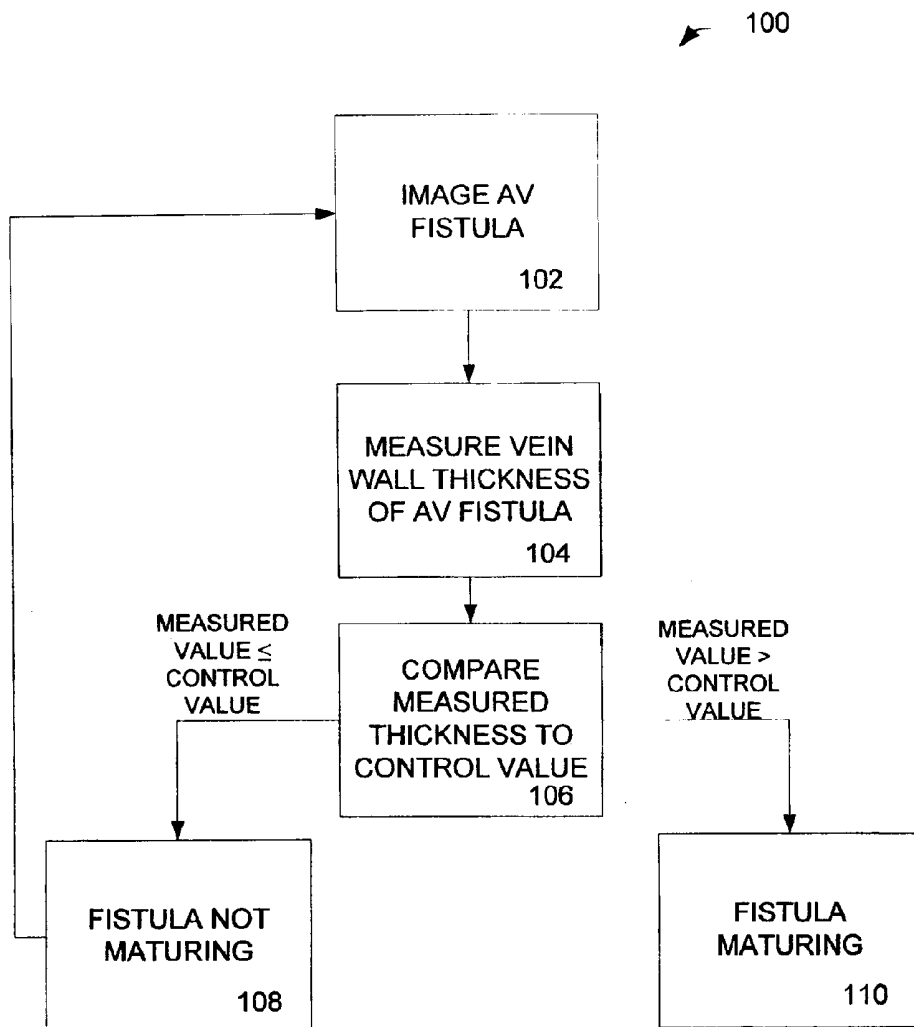 100
IMAGE AV
FISTULA
102
MEASURE VEIN
WALL THICKNESS
OF AV FISTULA
104
MEASURED
VALUE ≤
CONTROL
VALUE
COMPARE
MEASURED
THICKNESS TO
CONTROL VALUE
106
MEASURED
VALUE >
CONTROL
VALUE
FISTULA NOT
MATURING
108
FISTULA
MATURING
110